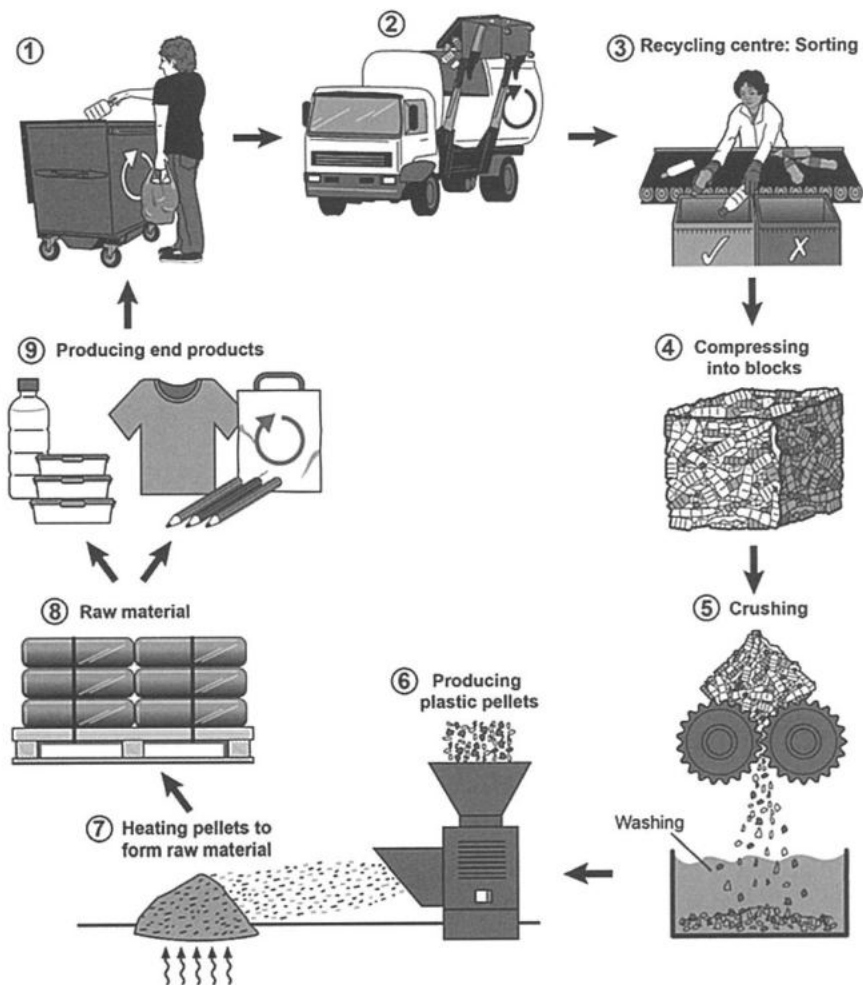 ①
②
③ Recycling centre: Sorting
✓ X
④ Compressing
into blocks
⑤ Crushing
Washing
⑥ Producing
plastic pellets
⑦ Heating pellets to
form raw material
⑧ Raw material
⑨ Producing end products